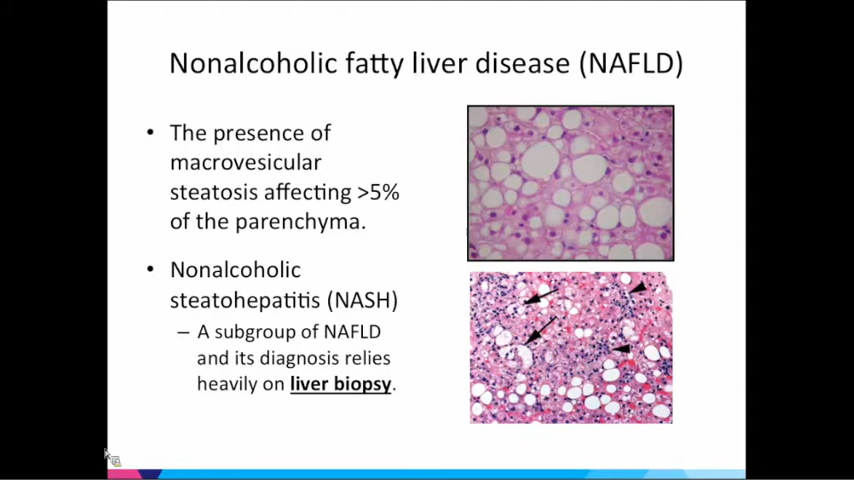 Nonalcoholic fatty liver disease (NAFLD)
• The presence of
macrovesicular
steatosis affecting >5%
of the parenchyma.
• Nonalcoholic
steatohepatitis (NASH)
– A subgroup of NAFLD
and its diagnosis relies
heavily on liver biopsy.